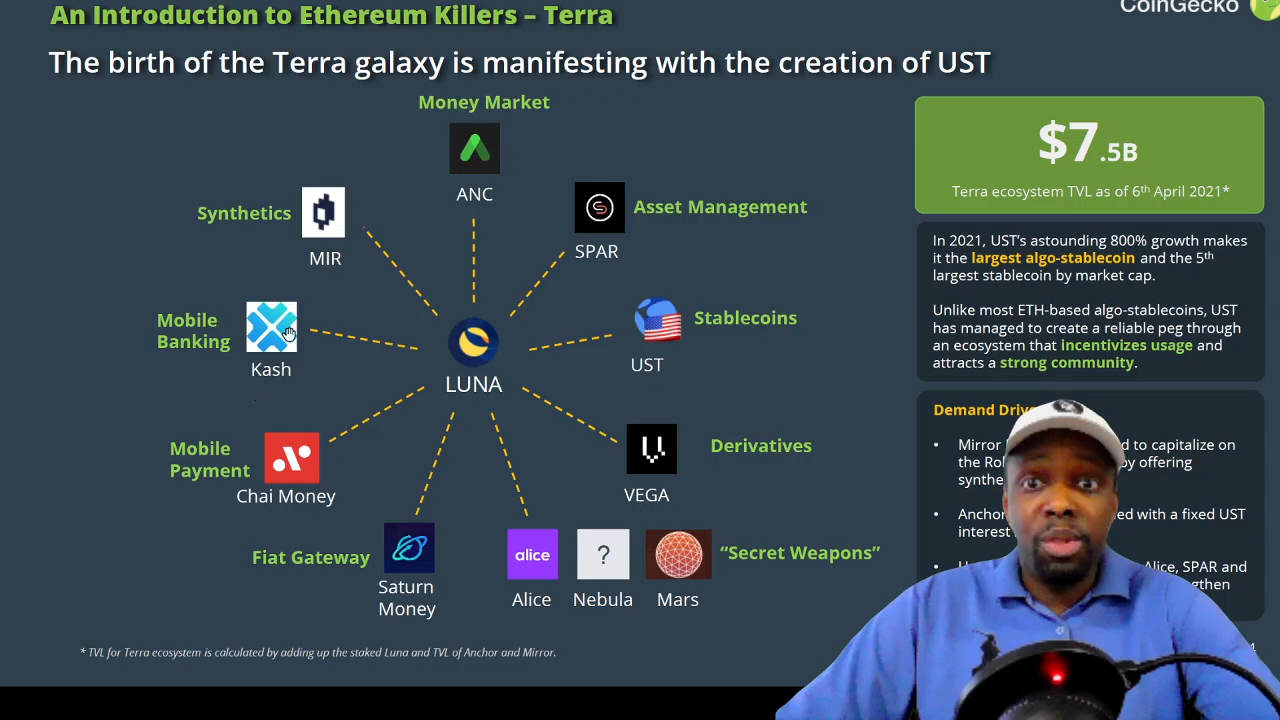 An Introduction to Ethereum Killers – Terra
CoinGecko
The birth of the Terra galaxy is manifesting with the creation of UST
Money Market
ANC
Synthetics
MIR
SPAR
Asset Management
Mobile
Banking
Kash
LUNA
UST
Stablecoins
Mobile
Payment
Chai Money
VEGA
Derivatives
Fiat Gateway
Saturn
Money
alice
Alice
?
Nebula
Mars
“Secret Weapons”
* TVL for Terra ecosystem is calculated by adding up the staked Luna and TVL of Anchor and Mirror.
$7.5B
Terra ecosystem TVL as of 6th April 2021*
In 2021, UST’s astounding 800% growth makes
it the largest algo-stablecoin and the 5th
largest stablecoin by market cap.
Unlike most ETH-based algo-stablecoins, UST
has managed to create a reliable peg through
an ecosystem that incentivizes usage and
attracts a strong community.
Demand
• Mirror to capitalize on
the by offering
• with a fixed UST
interest
• Alice, SPAR and